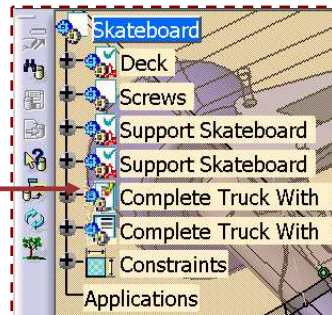 Skateboard
Deck
Screws
Support Skateboard
Support Skateboard
Complete Truck With
Complete Truck With
Constraints
Applications